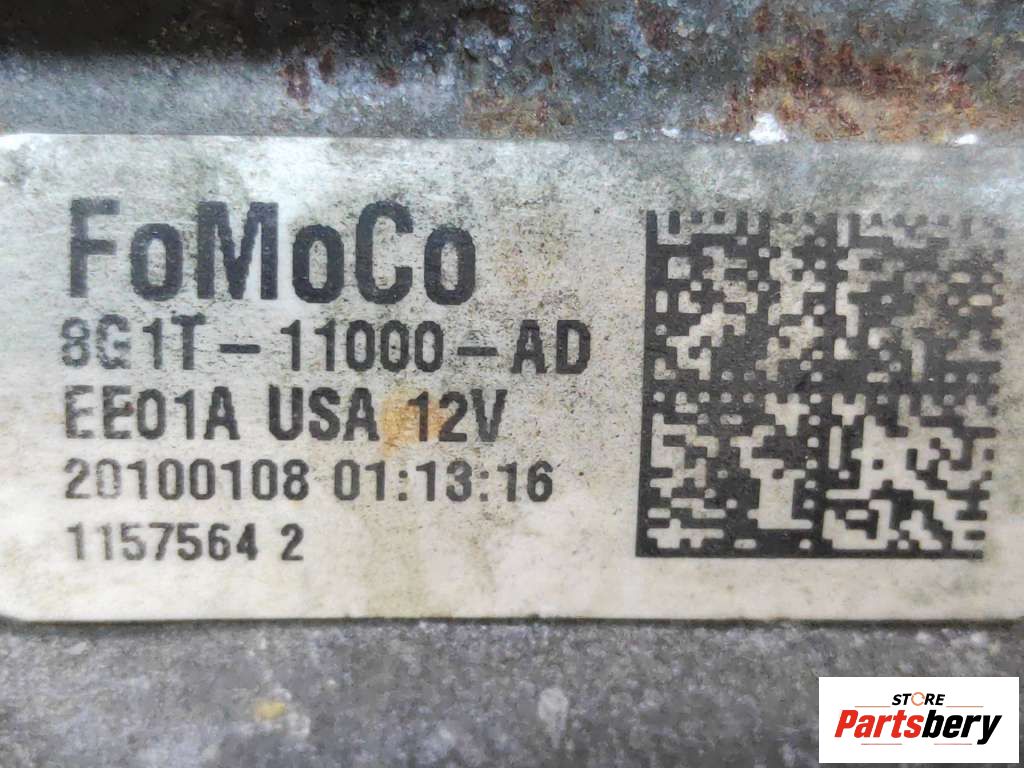 FoMoCo
8G1T-11000-AD
EE01A USA 12V
20100108 01:13:16
1157564 2
STORE
Partsbery